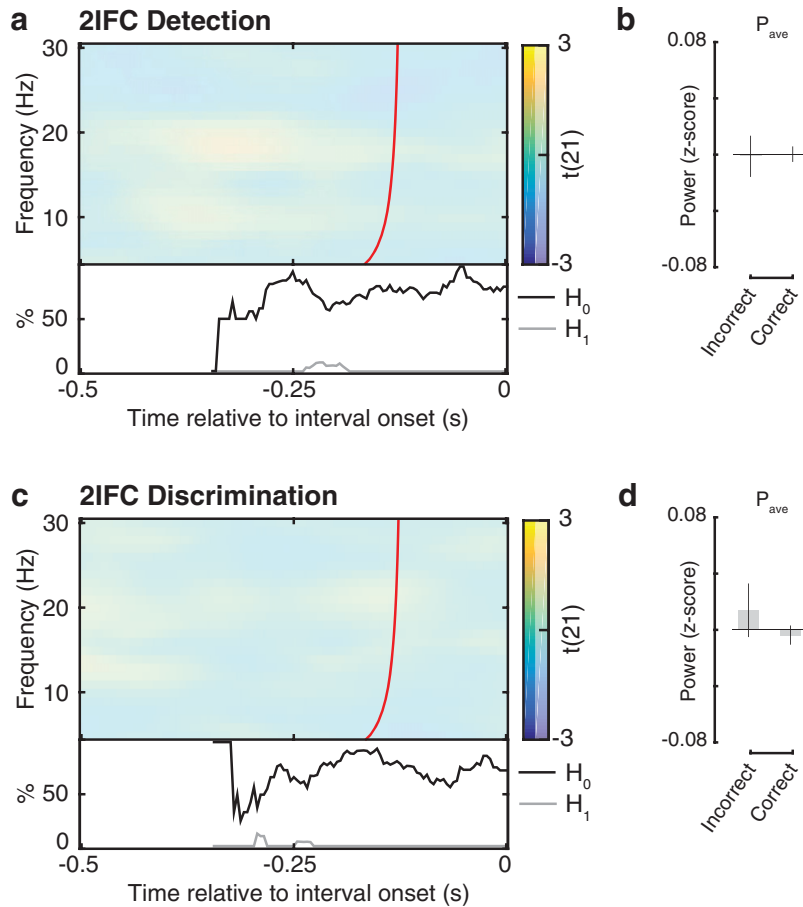 a 2IFC Detection
30
20
10
Frequency (Hz)
3
t(21)
-3
%
50
0
H0
H1
-0.5
-0.25
0
Time relative to interval onset (s)
b
Pave
0.08
Power (z-score)
-0.08
Incorrect
Correct
c 2IFC Discrimination
30
20
10
Frequency (Hz)
3
t(21)
-3
%
50
0
H0
H1
-0.5
-0.25
0
Time relative to interval onset (s)
d
Pave
0.08
Power (z-score)
-0.08
Incorrect
Correct